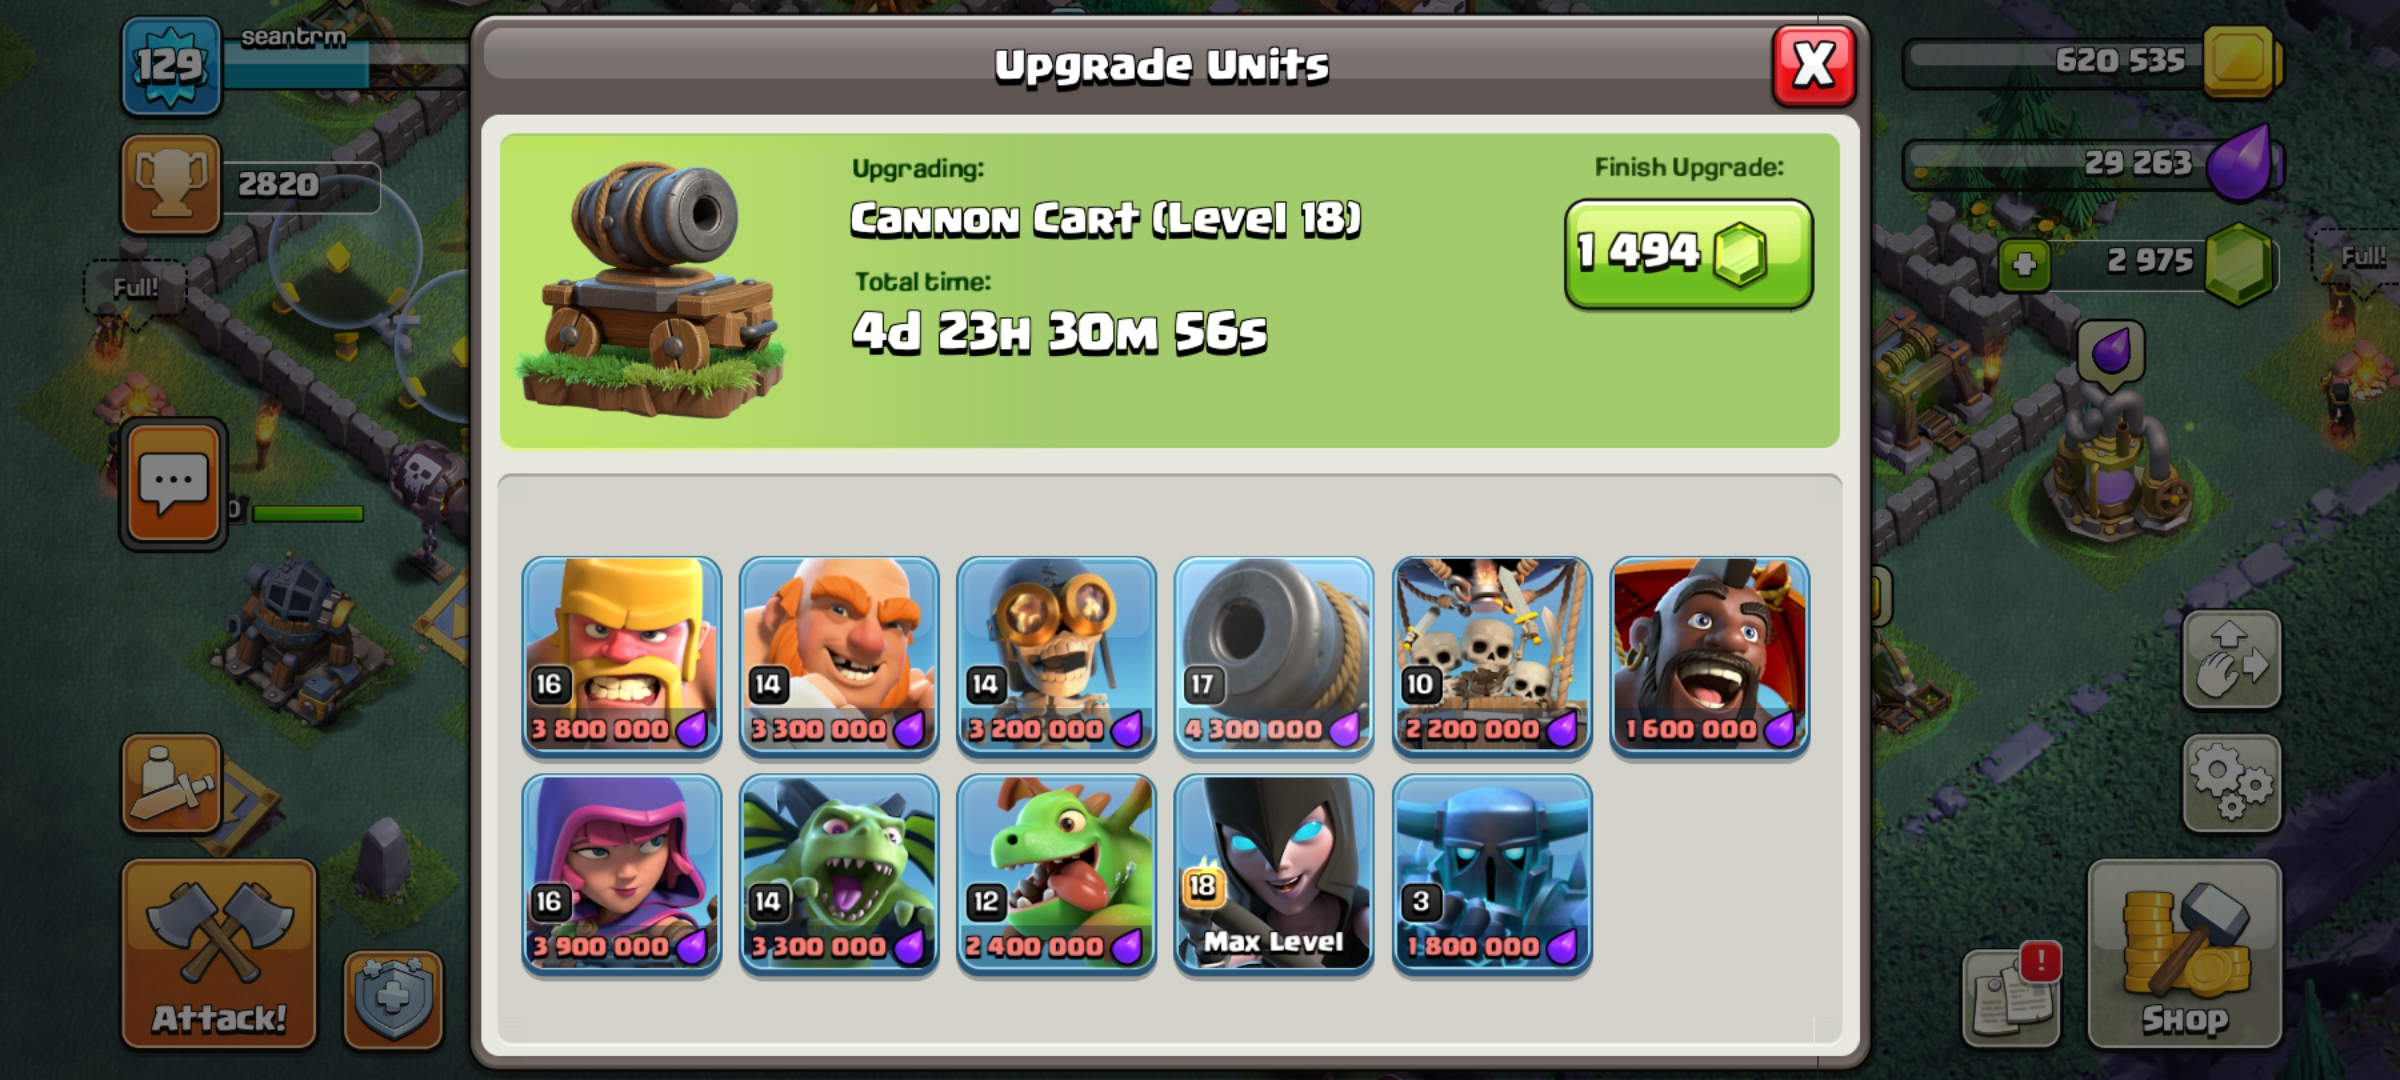 129
seantrm
Upgrade Units
X
620 535
2820
29 263
2 975
Full!
Full!
Upgrading:
Cannon Cart (Level 18)
Total time:
4d 23H 30M 56s
Finish Upgrade:
1 494
0
16
3 800 000
14
3 300 000
14
3 200 000
17
4 300 000
10
2 200 000
1 600 000
16
3 900 000
14
3 300 000
12
2 400 000
18
Max Level
3
1 800 000
Attack!
!
Shop